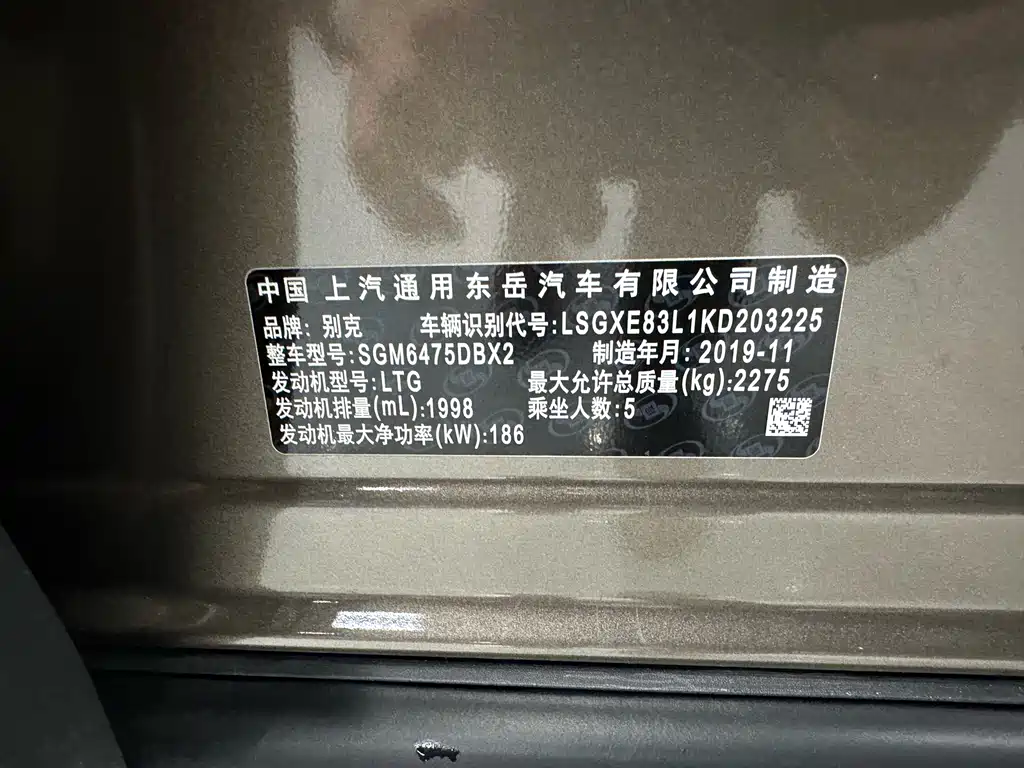 中国 上汽通用东岳汽车有限公司制造
品牌: 别克 车辆识别代号:LSGXE83L1KD203225
整车型号:SGM6475DBX2 制造年月: 2019-11
发动机型号:LTG 最大允许总质量(kg):2275
发动机排量(mL):1998 乘坐人数:5
发动机最大净功率(kW):186